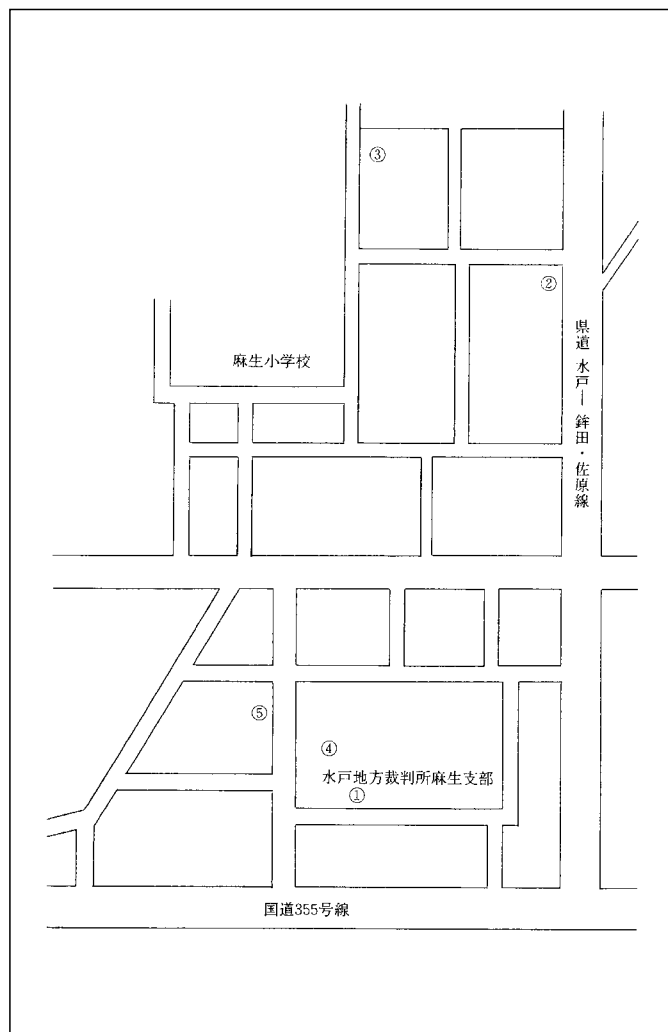 ③
②
麻生小学校
県道 水戸―鉾田・佐原線
⑤
④
水戸地方裁判所麻生支部
①
国道355号線